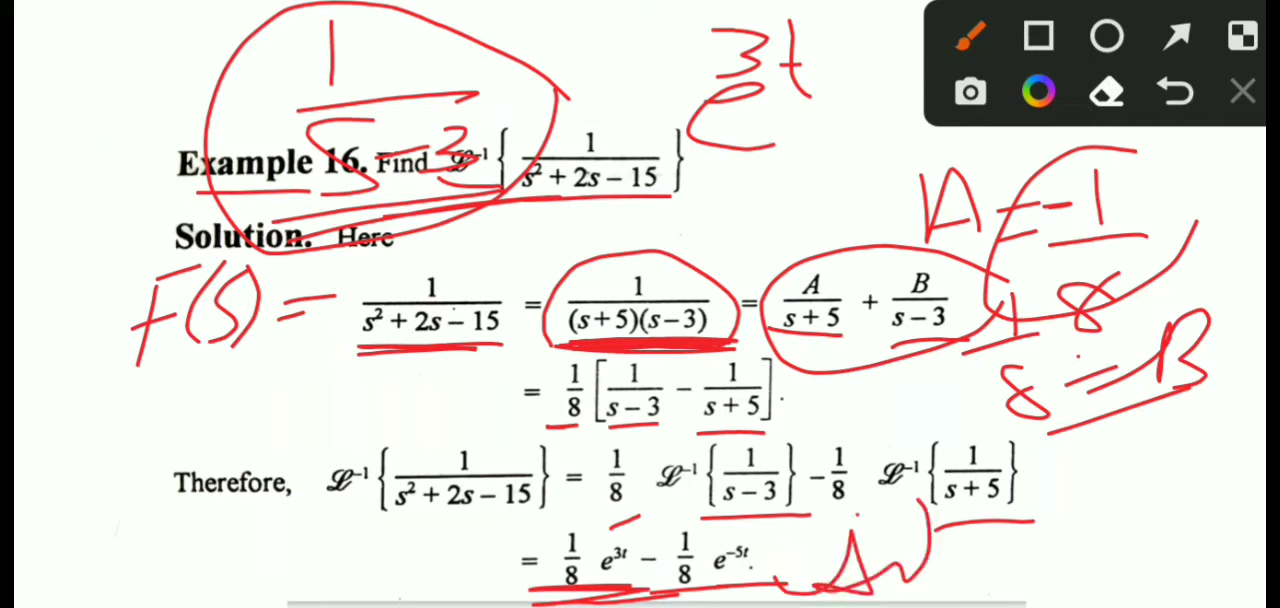 1
s-3
e^{3t}
Example 16. Find ℒ⁻¹ { 1 / (s² + 2s − 15) }
Solution. Here
F(s) = 1 / (s² + 2s − 15) = 1 / ((s+5)(s−3)) = A / (s+5) + B / (s−3)
A = -1/8
1/8 = B
= 1/8 [ 1 / (s−3) − 1 / (s+5) ].
Therefore, ℒ⁻¹ { 1 / (s² + 2s − 15) } = 1/8 ℒ⁻¹ { 1 / (s−3) } − 1/8 ℒ⁻¹ { 1 / (s+5) }
= 1/8 e^{3t} − 1/8 e^{−5t}.